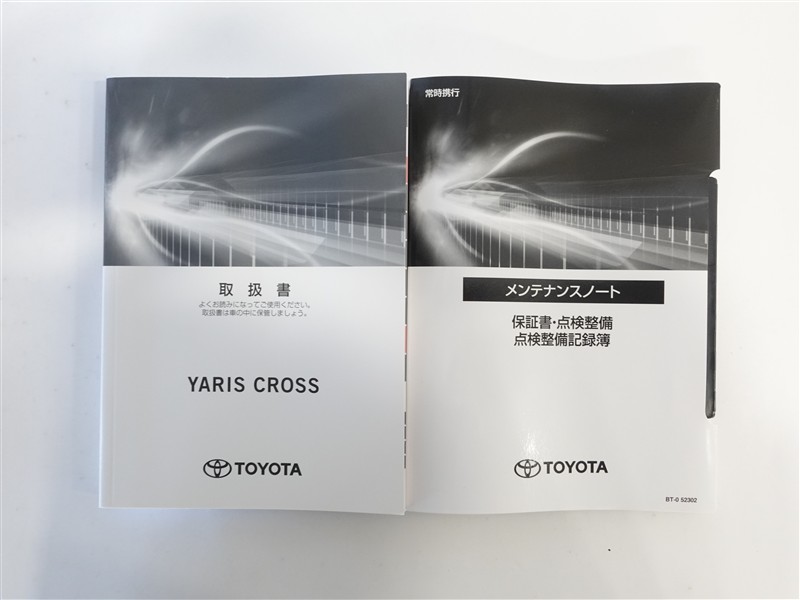 取扱書
よくお読みになってご使用ください。
取扱書は車の中に保管しましょう。
YARIS CROSS
TOYOTA
常時携行
メンテナンスノート
保証書・点検整備
点検整備記録簿
TOYOTA
BT-0 52302